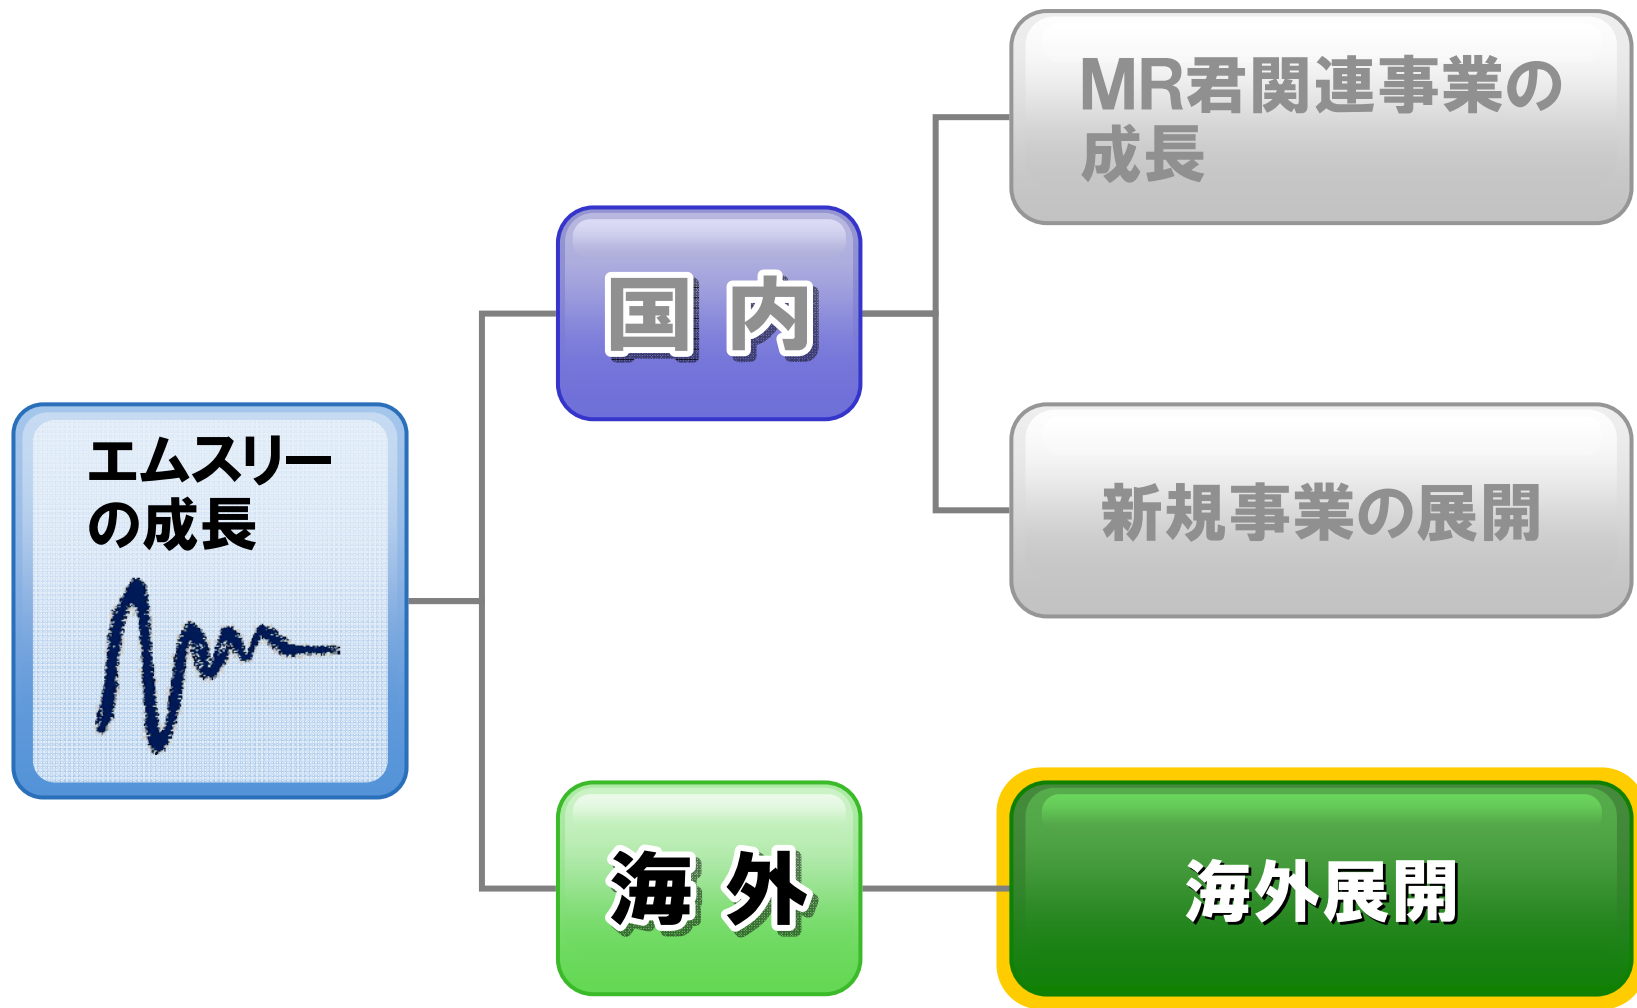 MR君関連事業の
成長
国内
エムスリー
の成長
新規事業の展開
海外
海外展開